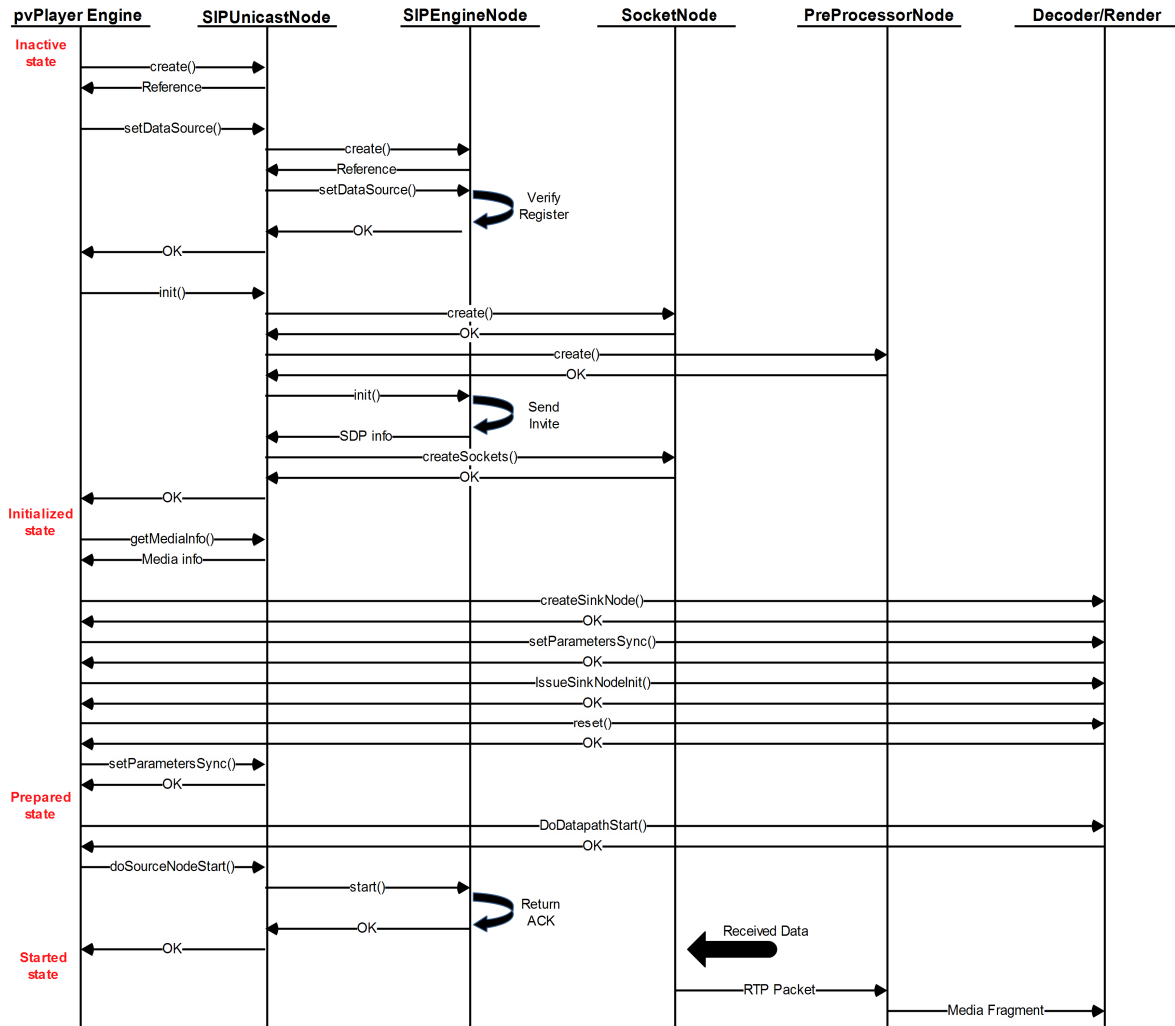 pvPlayer Engine
SIPUnicastNode
SIPEngineNode
SocketNode
PreProcessorNode
Decoder/Render
Inactive
state
create()
Reference
setDataSource()
create()
Reference
setDataSource()
Verify
Register
OK
OK
init()
create()
OK
create()
OK
init()
Send
Invite
SDP info
createSockets()
OK
OK
Initialized
state
getMediaInfo()
Media info
createSinkNode()
OK
setParametersSync()
OK
IssueSinkNodeInit()
OK
reset()
OK
setParametersSync()
OK
Prepared
state
DoDatapathStart()
OK
doSourceNodeStart()
start()
Return
ACK
OK
Received Data
OK
Started
state
RTP Packet
Media Fragment